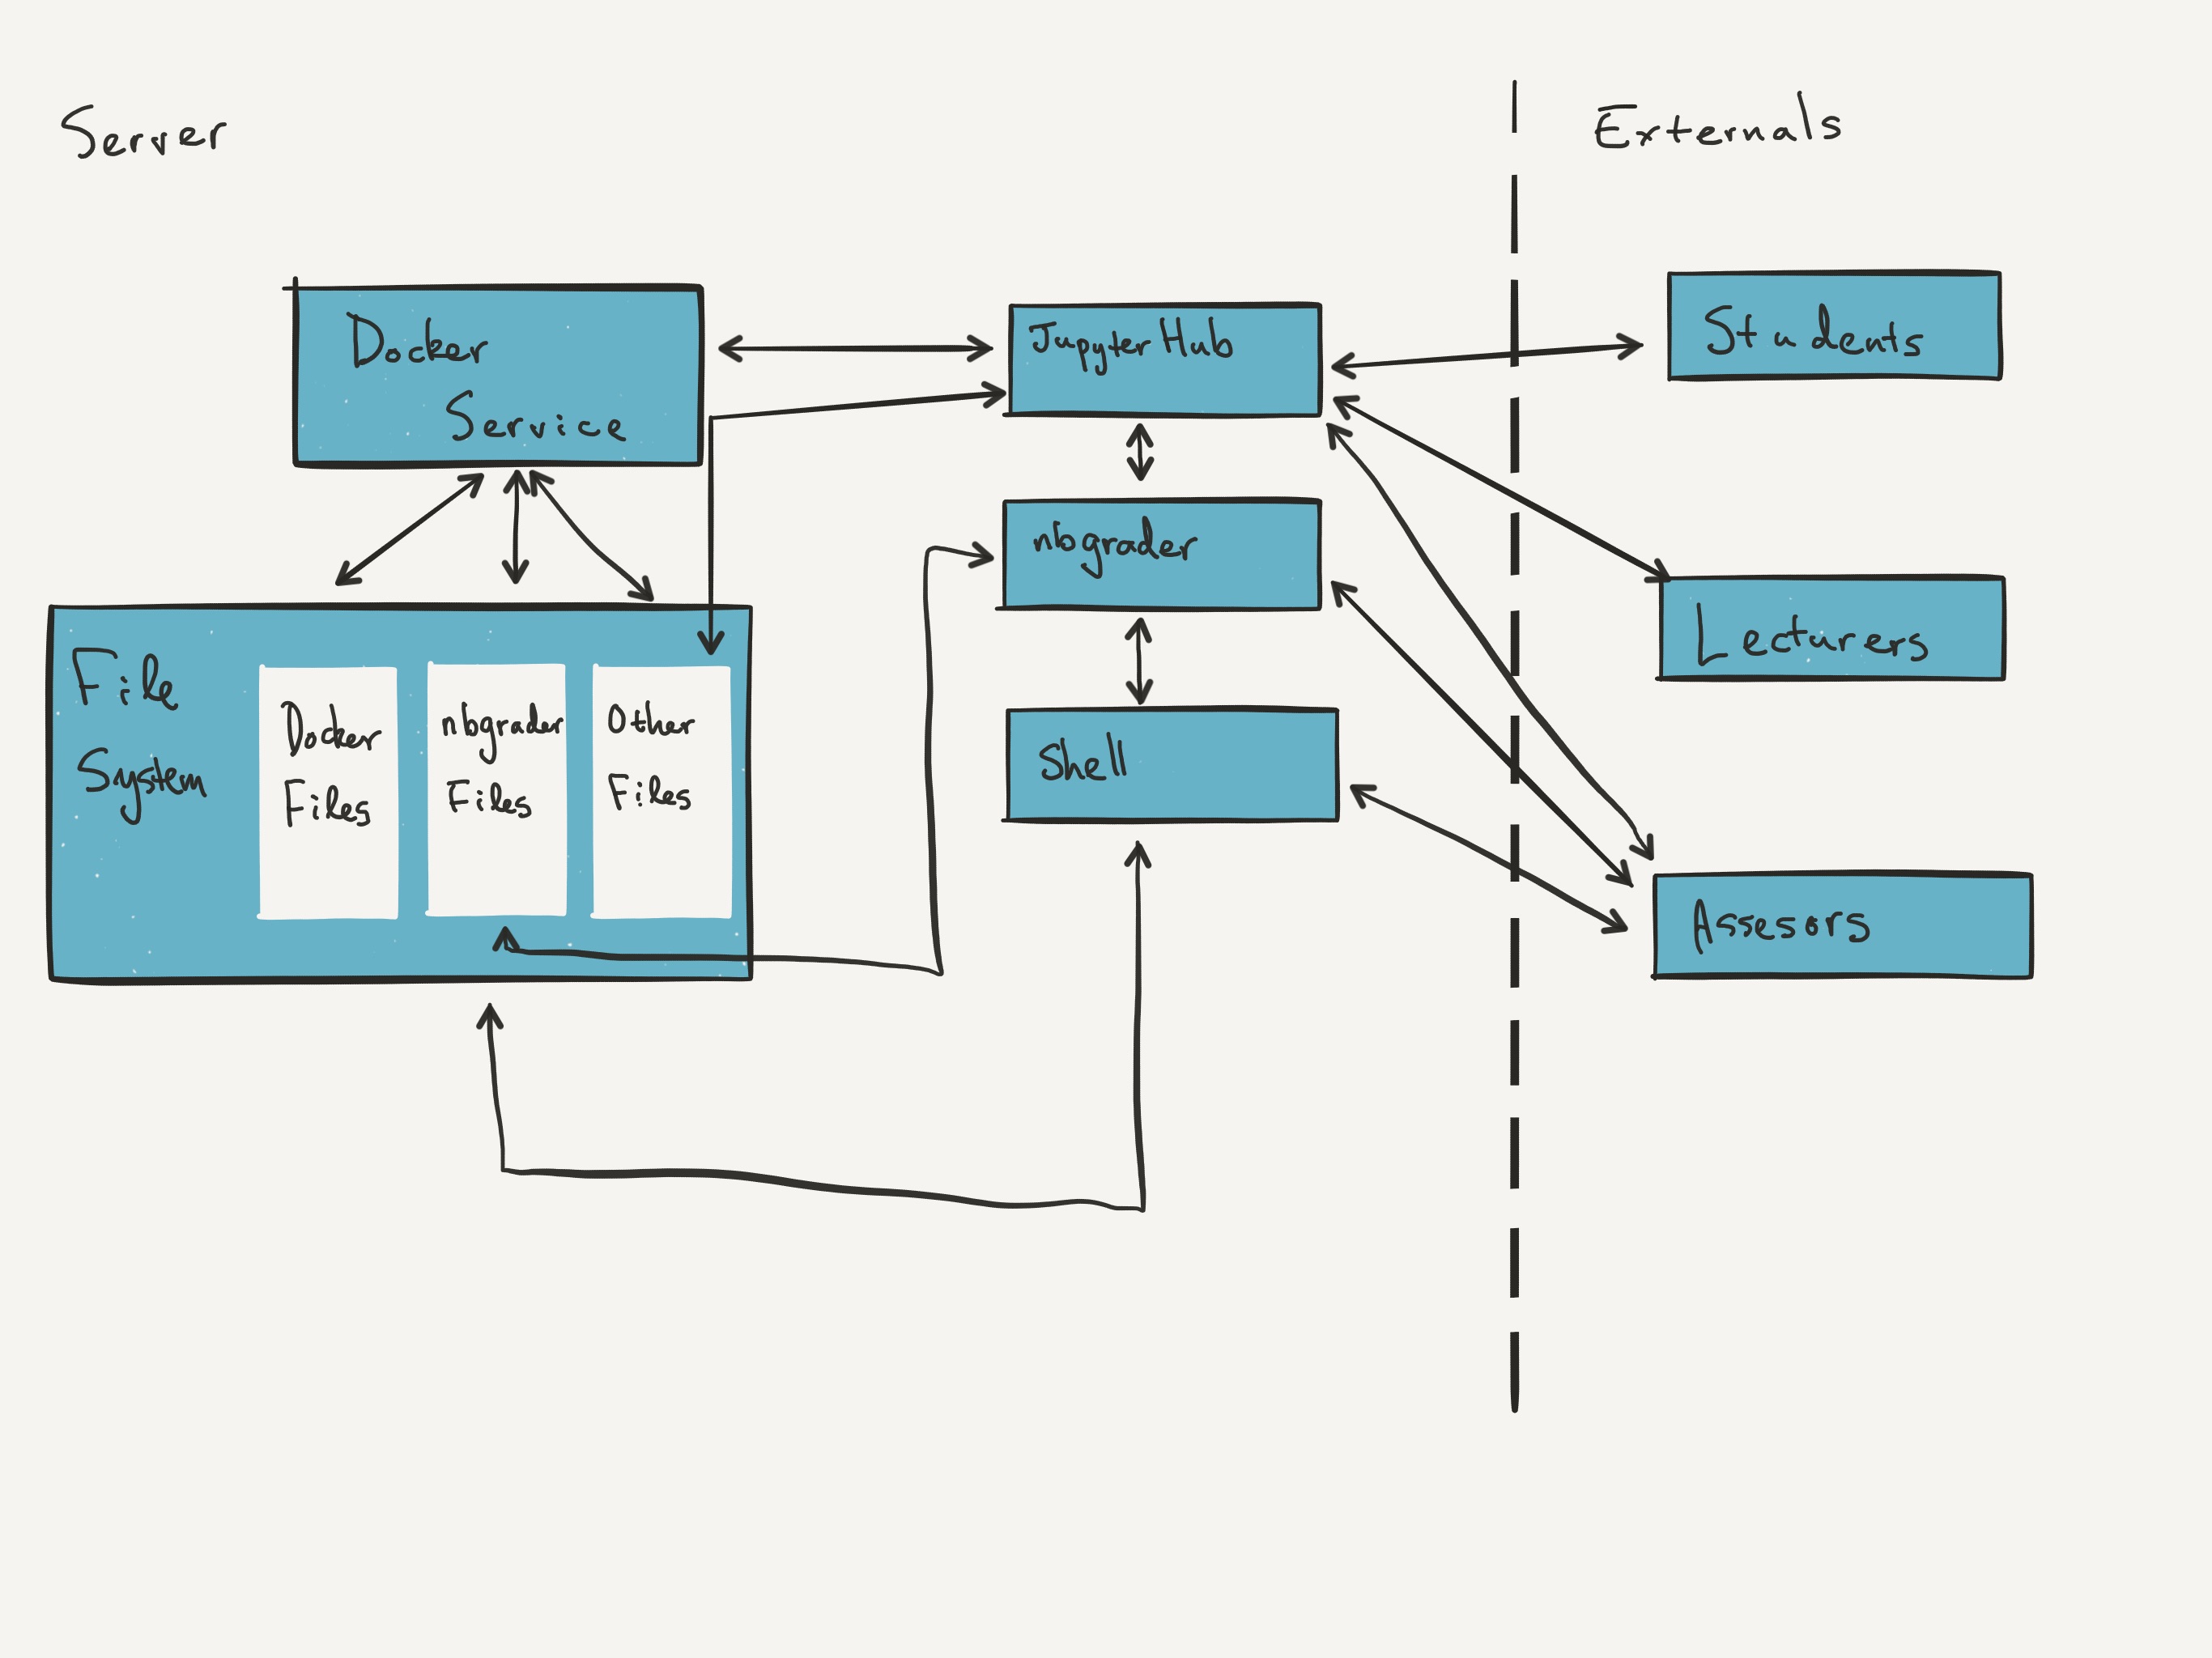 Server
Externals
Docker
Service
JupyterHub
Students
nbgrader
Lecturers
File
System
Docker
Files
nbgrader
Files
Other
Files
Shell
Assesors